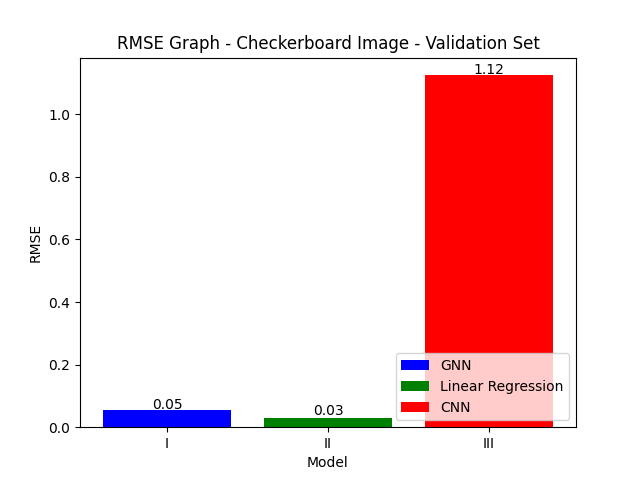 RMSE Graph - Checkerboard Image - Validation Set
1.12
1.0
0.8
0.6
RMSE
0.4
0.2
0.05
0.03
0.0
GNN
Linear Regression
CNN
I
II
III
Model